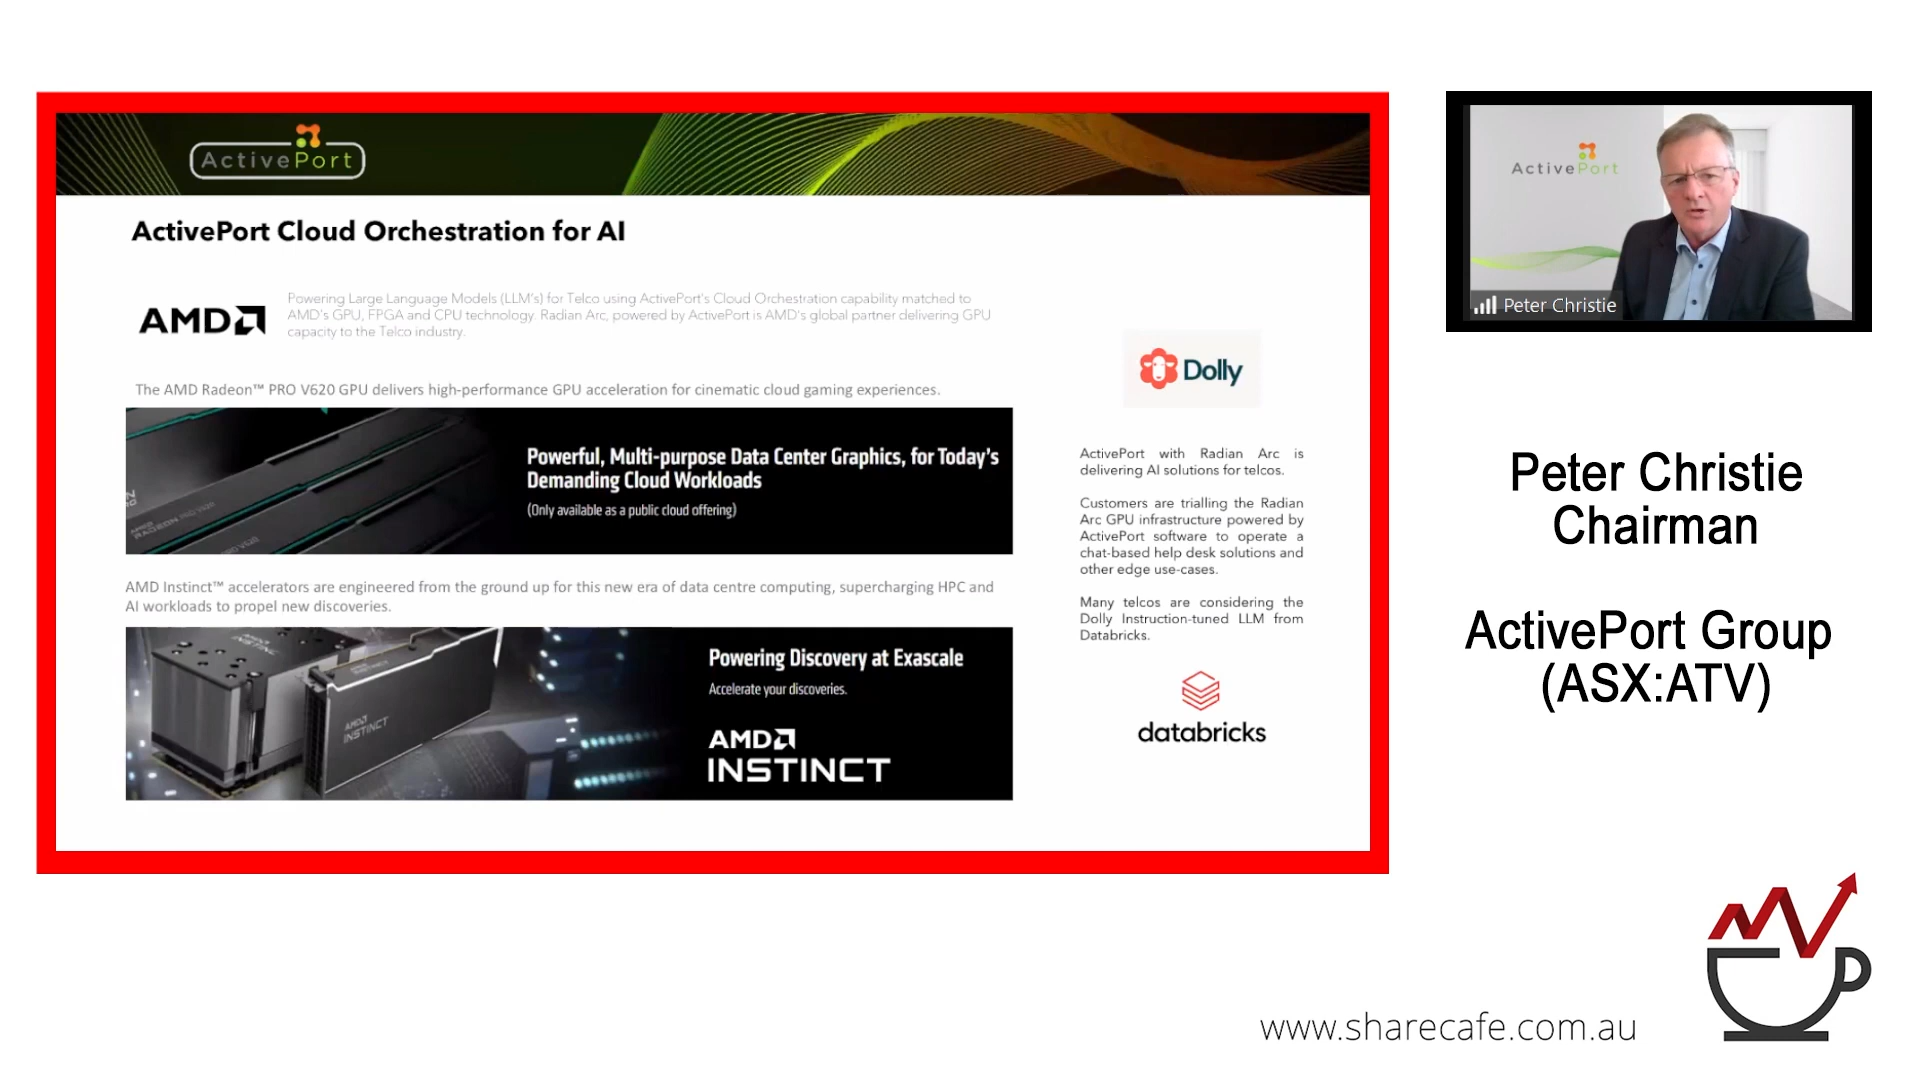 ActivePort
ActivePort Cloud Orchestration for AI
AMD
Powering Large Language Models (LLM's) for Telco using ActivePort's Cloud Orchestration capability matched to
AMD's GPU, FPGA and CPU technology. Radian Arc, powered by ActivePort is AMD's global partner delivering GPU
capacity to the Telco industry.
The AMD Radeon™ PRO V620 GPU delivers high-performance GPU acceleration for cinematic cloud gaming experiences.
Powerful, Multi-purpose Data Center Graphics, for Today's
Demanding Cloud Workloads
(Only available as a public cloud offering)
AMD Instinct™ accelerators are engineered from the ground up for this new era of data centre computing, supercharging HPC and
AI workloads to propel new discoveries.
AMD
INSTINCT
Powering Discovery at Exascale
Accelerate your discoveries.
AMD
INSTINCT
Dolly
ActivePort with Radian Arc is
delivering AI solutions for telcos.
Customers are trialling the Radian
Arc GPU infrastructure powered by
ActivePort software to operate a
chat-based help desk solutions and
other edge use-cases.
Many telcos are considering the
Dolly Instruction-tuned LLM from
Databricks.
databricks
ActivePort
Peter Christie
Peter Christie
Chairman
ActivePort Group
(ASX:ATV)
www.sharecafe.com.au